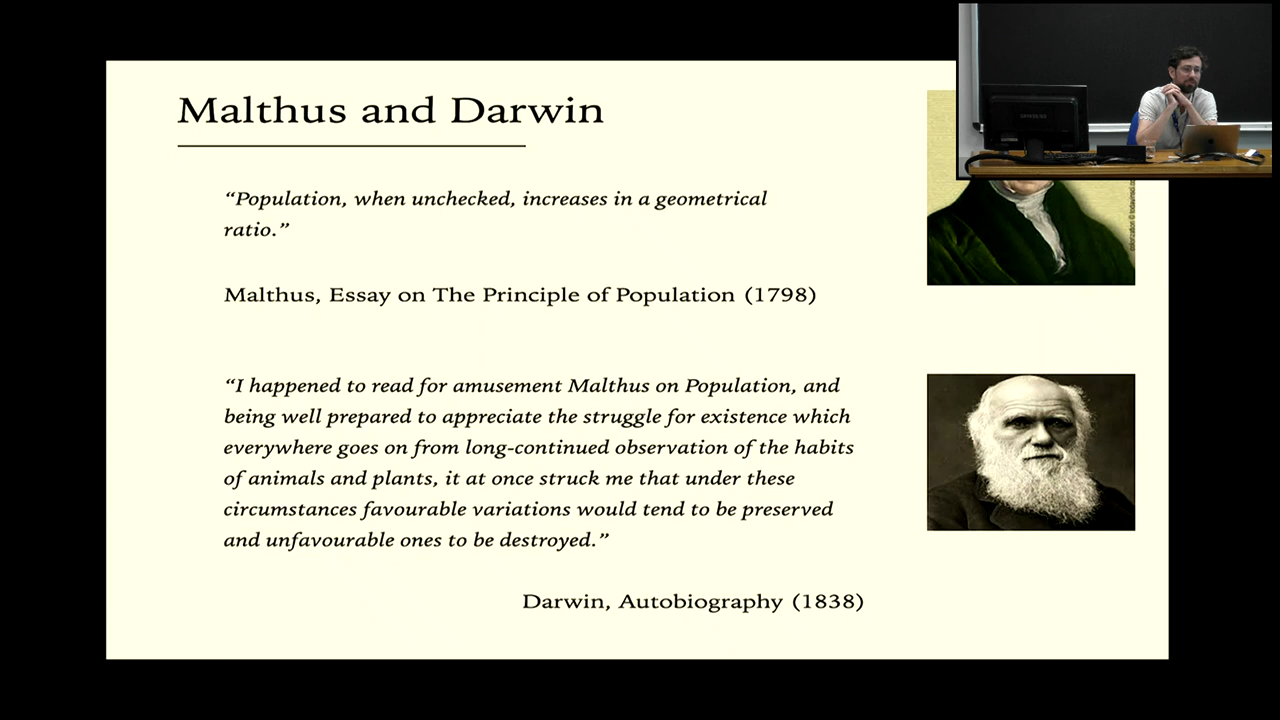 Malthus and Darwin
“Population, when unchecked, increases in a geometrical
ratio.”
Malthus, Essay on The Principle of Population (1798)
“I happened to read for amusement Malthus on Population, and
being well prepared to appreciate the struggle for existence which
everywhere goes on from long-continued observation of the habits
of animals and plants, it at once struck me that under these
circumstances favourable variations would tend to be preserved
and unfavourable ones to be destroyed.”
Darwin, Autobiography (1838)
SAMSUNG